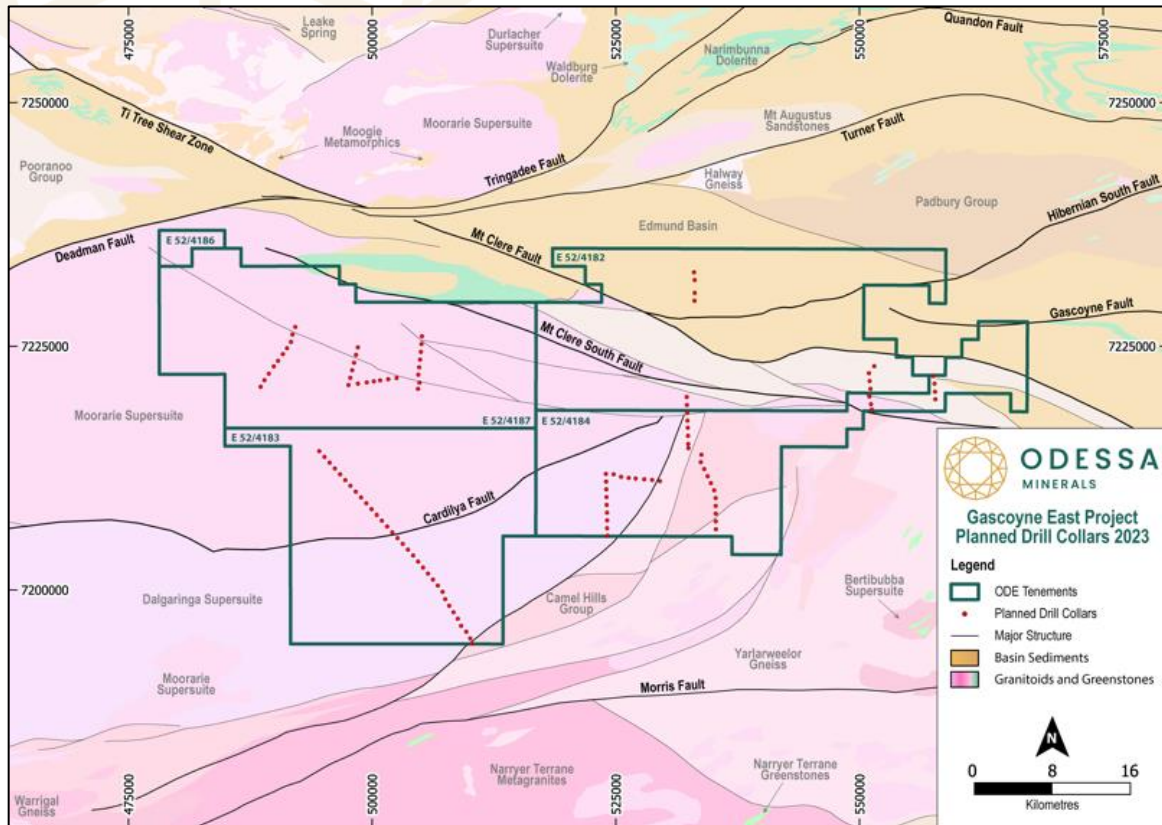 475000
500000
525000
550000
575000
Leake
Spring
Durlacher
Supersuite
Waldburg
Dolerite
Narimbunna
Dolerite
Quandon Fault
7250000
7250000
Ti Tree Shear Zone
Moogie
Metamorphics
Moorarie Supersuite
Mt Augustus
Sandstones
Turner Fault
Pooranoo
Group
Tringadee Fault
Halway
Gneiss
Padbury Group
Hibernian South Fault
Edmund Basin
Deadman Fault
E 52/4186
Mt Clere Fault
E 52/4182
Gascoyne Fault
7225000
7225000
Mt Clere South Fault
Moorarie Supersuite
E 52/4187
E 52/4184
E 52/4183
Cardilya Fault
7200000
Dalgaringa Supersuite
Camel Hills
Group
Bertibubba
Supersuite
Yarlarweelor
Gneiss
Moorarie
Supersuite
Morris Fault
Narryer Terrane
Metagranites
Narryer Terrane
Greenstones
Warrigal
Gneiss
475000
500000
525000
550000
ODESSA
MINERALS
Gascoyne East Project
Planned Drill Collars 2023
Legend
ODE Tenements
Planned Drill Collars
Major Structure
Basin Sediments
Granitoids and Greenstones
N
0 8 16
Kilometres